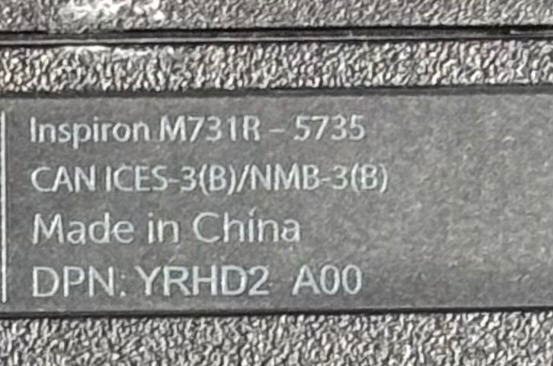 Inspiron M731R – 5735
CAN ICES-3(B)/NMB-3(B)
Made in China
DPN: YRHD2 A00